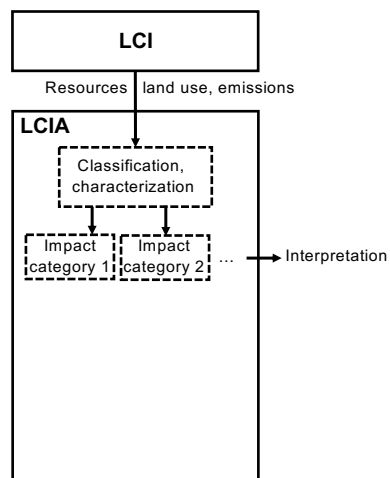 LCI
Resources land use, emissions
LCIA
Classification,
characterization
Impact
category 1
Impact
category 2
...
Interpretation